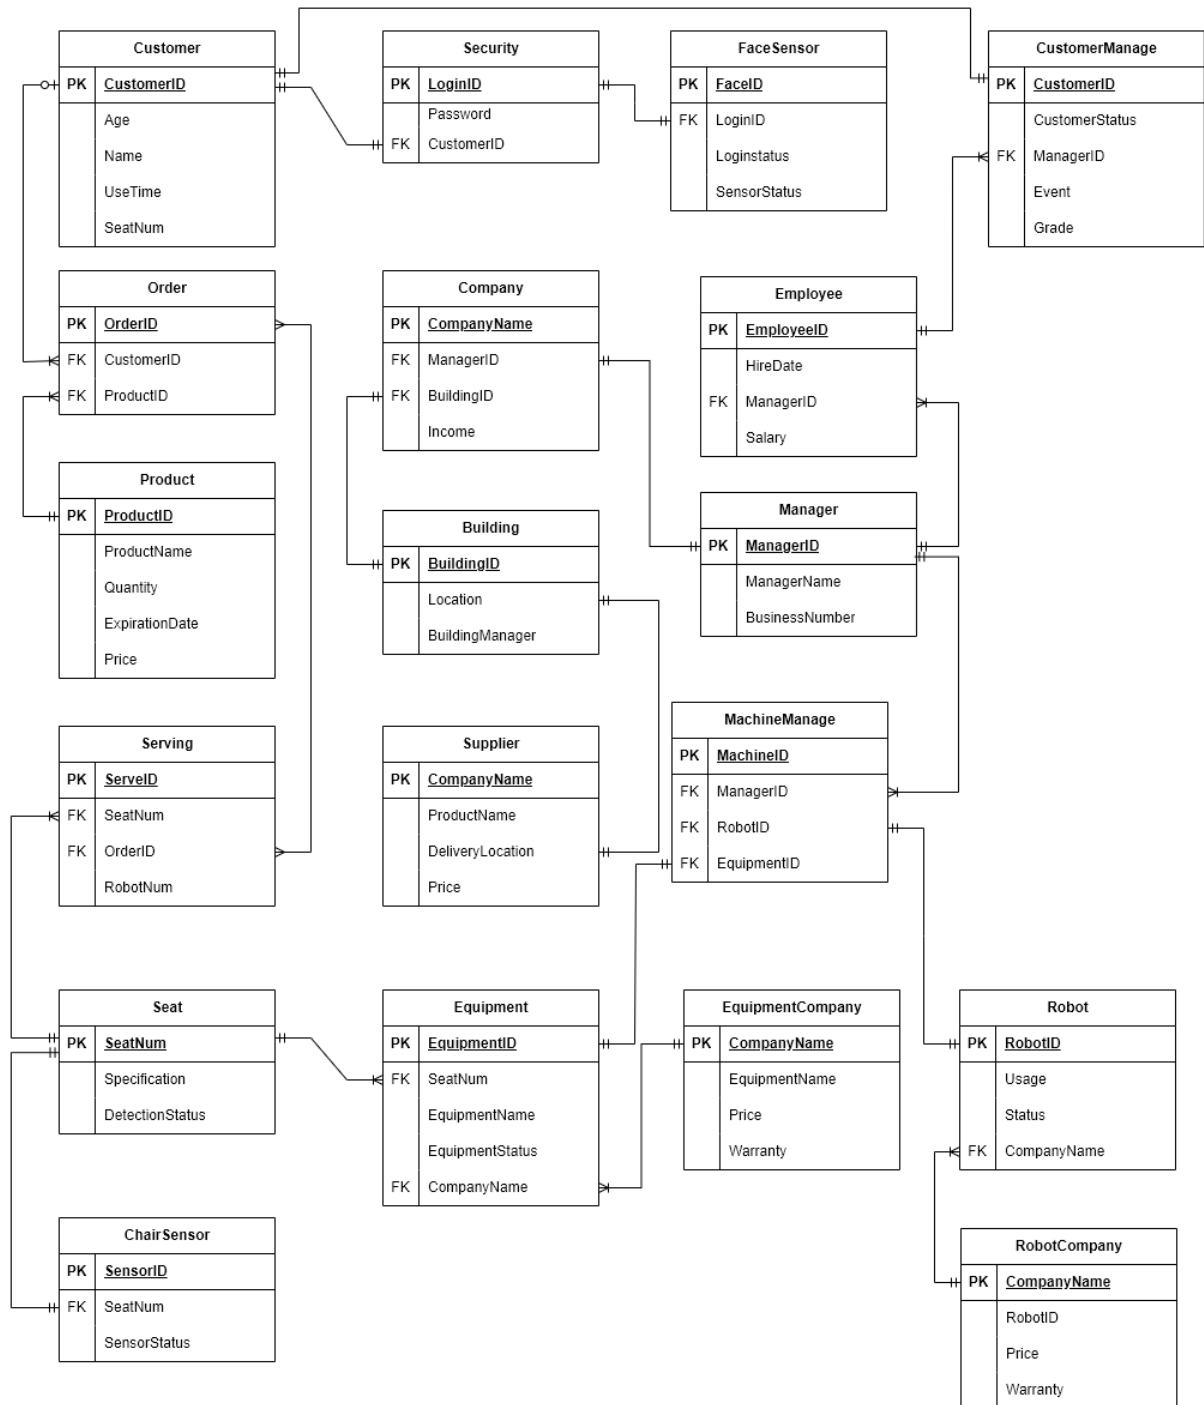 Customer
PK CustomerID
Age
Name
UseTime
SeatNum
Security
PK LoginID
Password
FK CustomerID
FaceSensor
PK FaceID
FK LoginID
Loginstatus
SensorStatus
CustomerManage
PK CustomerID
CustomerStatus
FK ManagerID
Event
Grade
Order
PK OrderID
FK CustomerID
FK ProductID
Company
PK CompanyName
FK ManagerID
FK BuildingID
Income
Employee
PK EmployeeID
HireDate
FK ManagerID
Salary
Product
PK ProductID
ProductName
Quantity
ExpirationDate
Price
Building
PK BuildingID
Location
BuildingManager
Manager
PK ManagerID
ManagerName
BusinessNumber
Serving
PK ServeID
FK SeatNum
FK OrderID
RobotNum
Supplier
PK CompanyName
ProductName
DeliveryLocation
Price
MachineManage
PK MachineID
FK ManagerID
FK RobotID
FK EquipmentID
Seat
PK SeatNum
Specification
DetectionStatus
Equipment
PK EquipmentID
FK SeatNum
EquipmentName
EquipmentStatus
FK CompanyName
EquipmentCompany
PK CompanyName
EquipmentName
Price
Warranty
Robot
PK RobotID
Usage
Status
FK CompanyName
ChairSensor
PK SensorID
FK SeatNum
SensorStatus
RobotCompany
PK CompanyName
RobotID
Price
Warranty